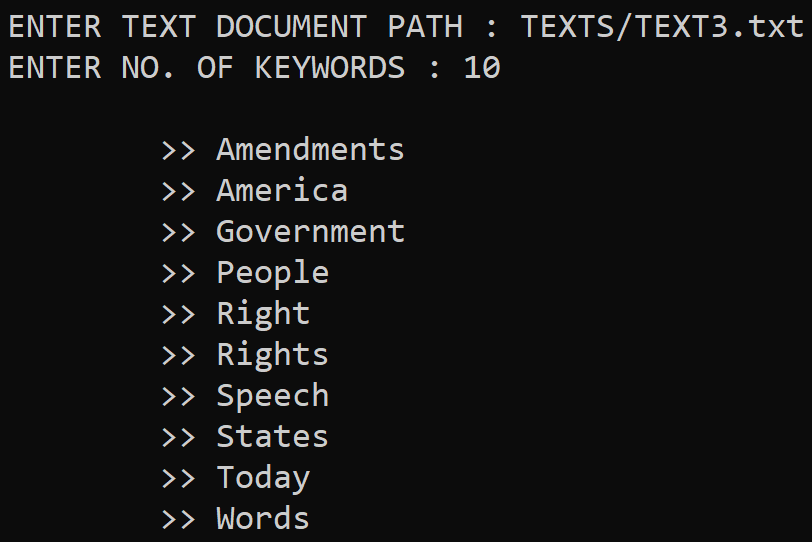 ENTER TEXT DOCUMENT PATH : TEXTS/TEXT3.txt
ENTER NO. OF KEYWORDS : 10
>> Amendments
>> America
>> Government
>> People
>> Right
>> Rights
>> Speech
>> States
>> Today
>> Words